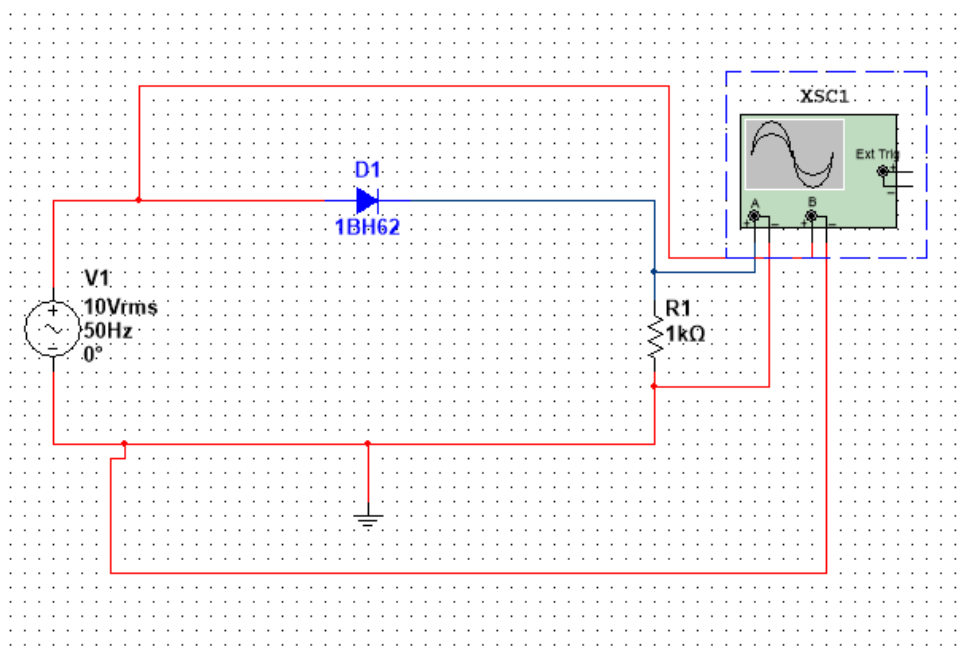 XSC1
Ext Trig
+
−
A
B
+
−
+
−
D1
1BH62
V1
10Vrms
50Hz
0°
+
−
R1
1kΩ